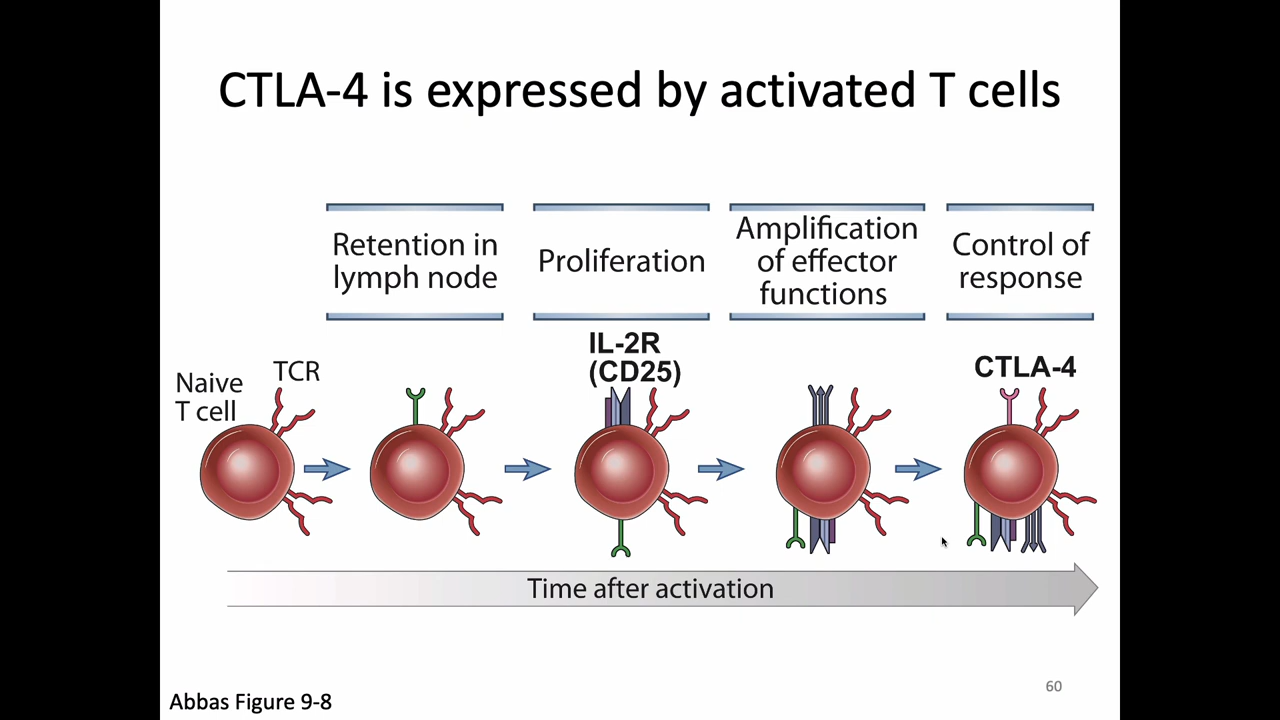 CTLA-4 is expressed by activated T cells
Retention in
lymph node
Proliferation
Amplification
of effector
functions
Control of
response
Naive
T cell
TCR
IL-2R
(CD25)
CTLA-4
Time after activation
60
Abbas Figure 9-8